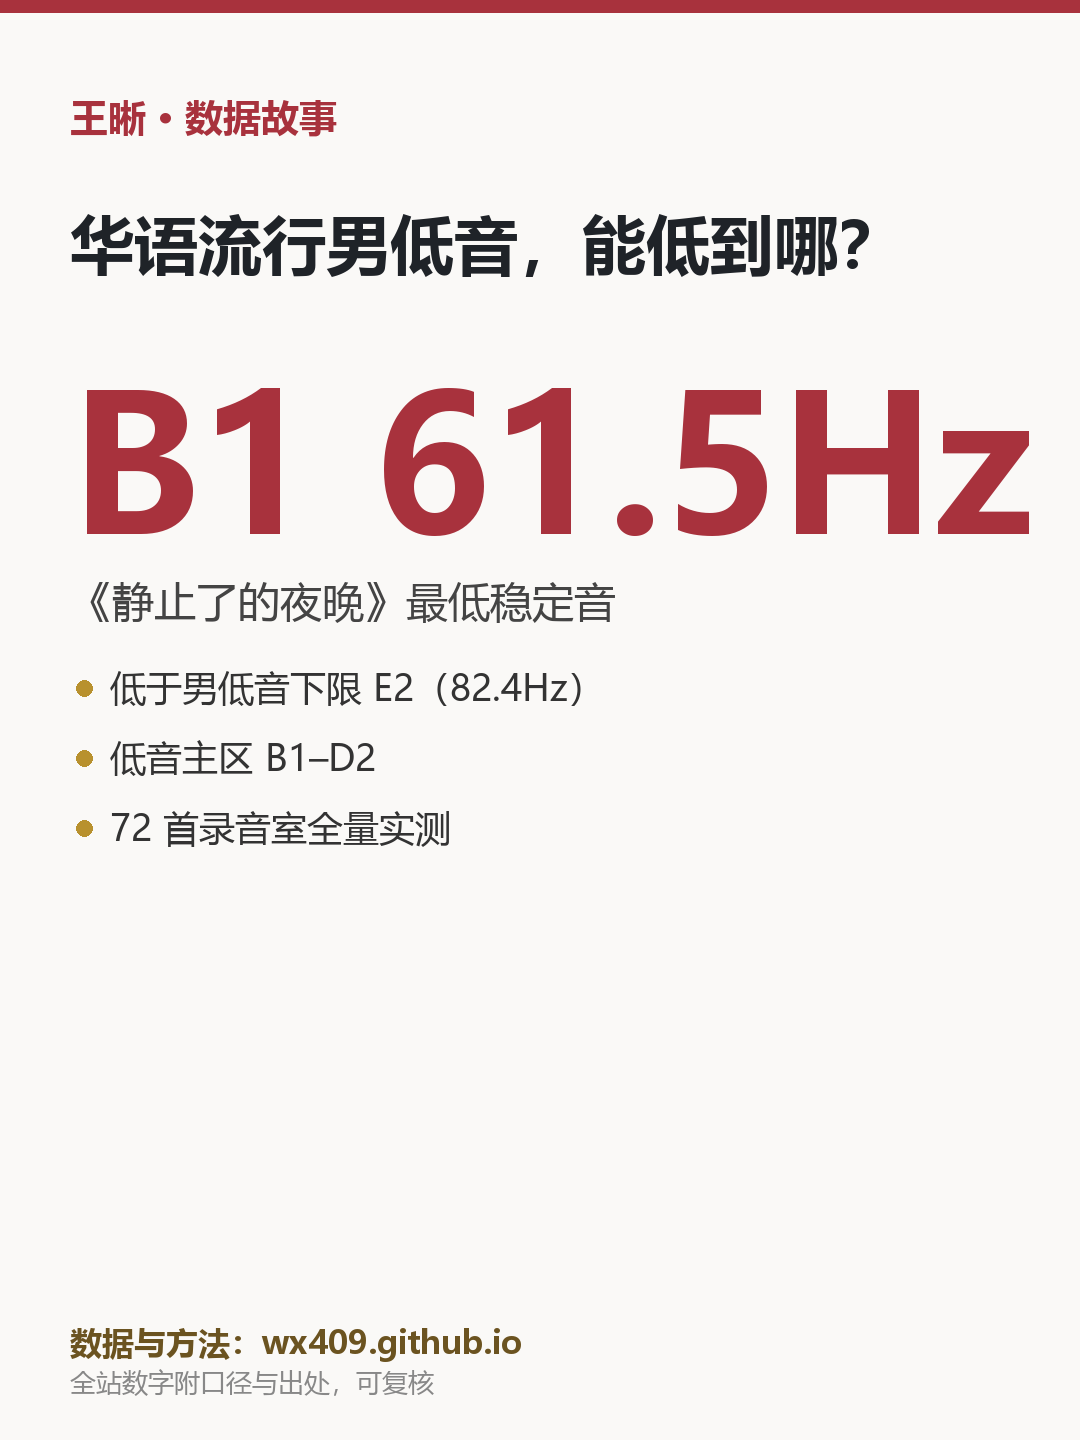 王晰·数据故事
华语流行男低音，能低到哪？
B1 61.5Hz
《静止了的夜晚》最低稳定音
低于男低音下限 E2（82.4Hz）
低音主区 B1–D2
72 首录音室全量实测
数据与方法：wx409.github.io
全站数字附口径与出处，可复核